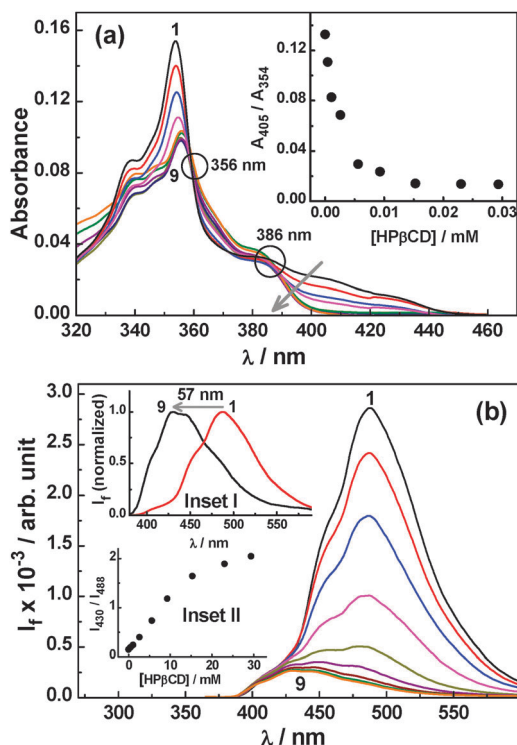 (a)
1
9
356 nm
386 nm
Absorbance
0.16
0.12
0.08
0.04
0.00
320 340 360 380 400 420 440 460
λ / nm
A405 / A354
0.12
0.08
0.04
0.00
0.00 0.01 0.02 0.03
[HPβCD] / mM
(b)
1
9
If x 10-3 / arb. unit
3.0
2.5
2.0
1.5
1.0
0.5
0.0
270 300 350 400 450 500 550
λ / nm
57 nm
9 1
If (normalized)
1.0
0.5
0.0
400 450 500 550
Inset I
λ / nm
I430 / I488
2
1
0
0 10 20 30
Inset II
[HPβCD] / mM